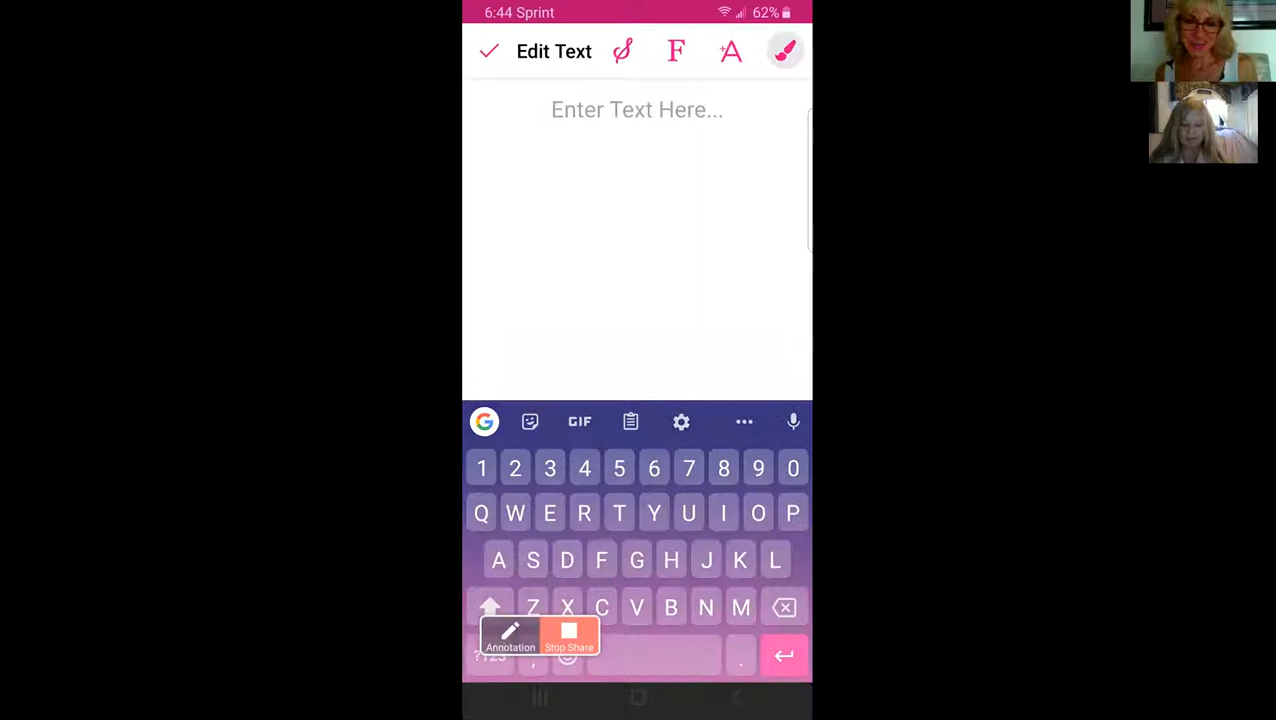 6:44 Sprint 62%
Edit Text F +A
Enter Text Here...
G GIF
1 2 3 4 5 6 7 8 9 0
Q W E R T Y U I O P
A S D F G H J K L
Z X C V B N M
Annotation Stop Share
?123 , .